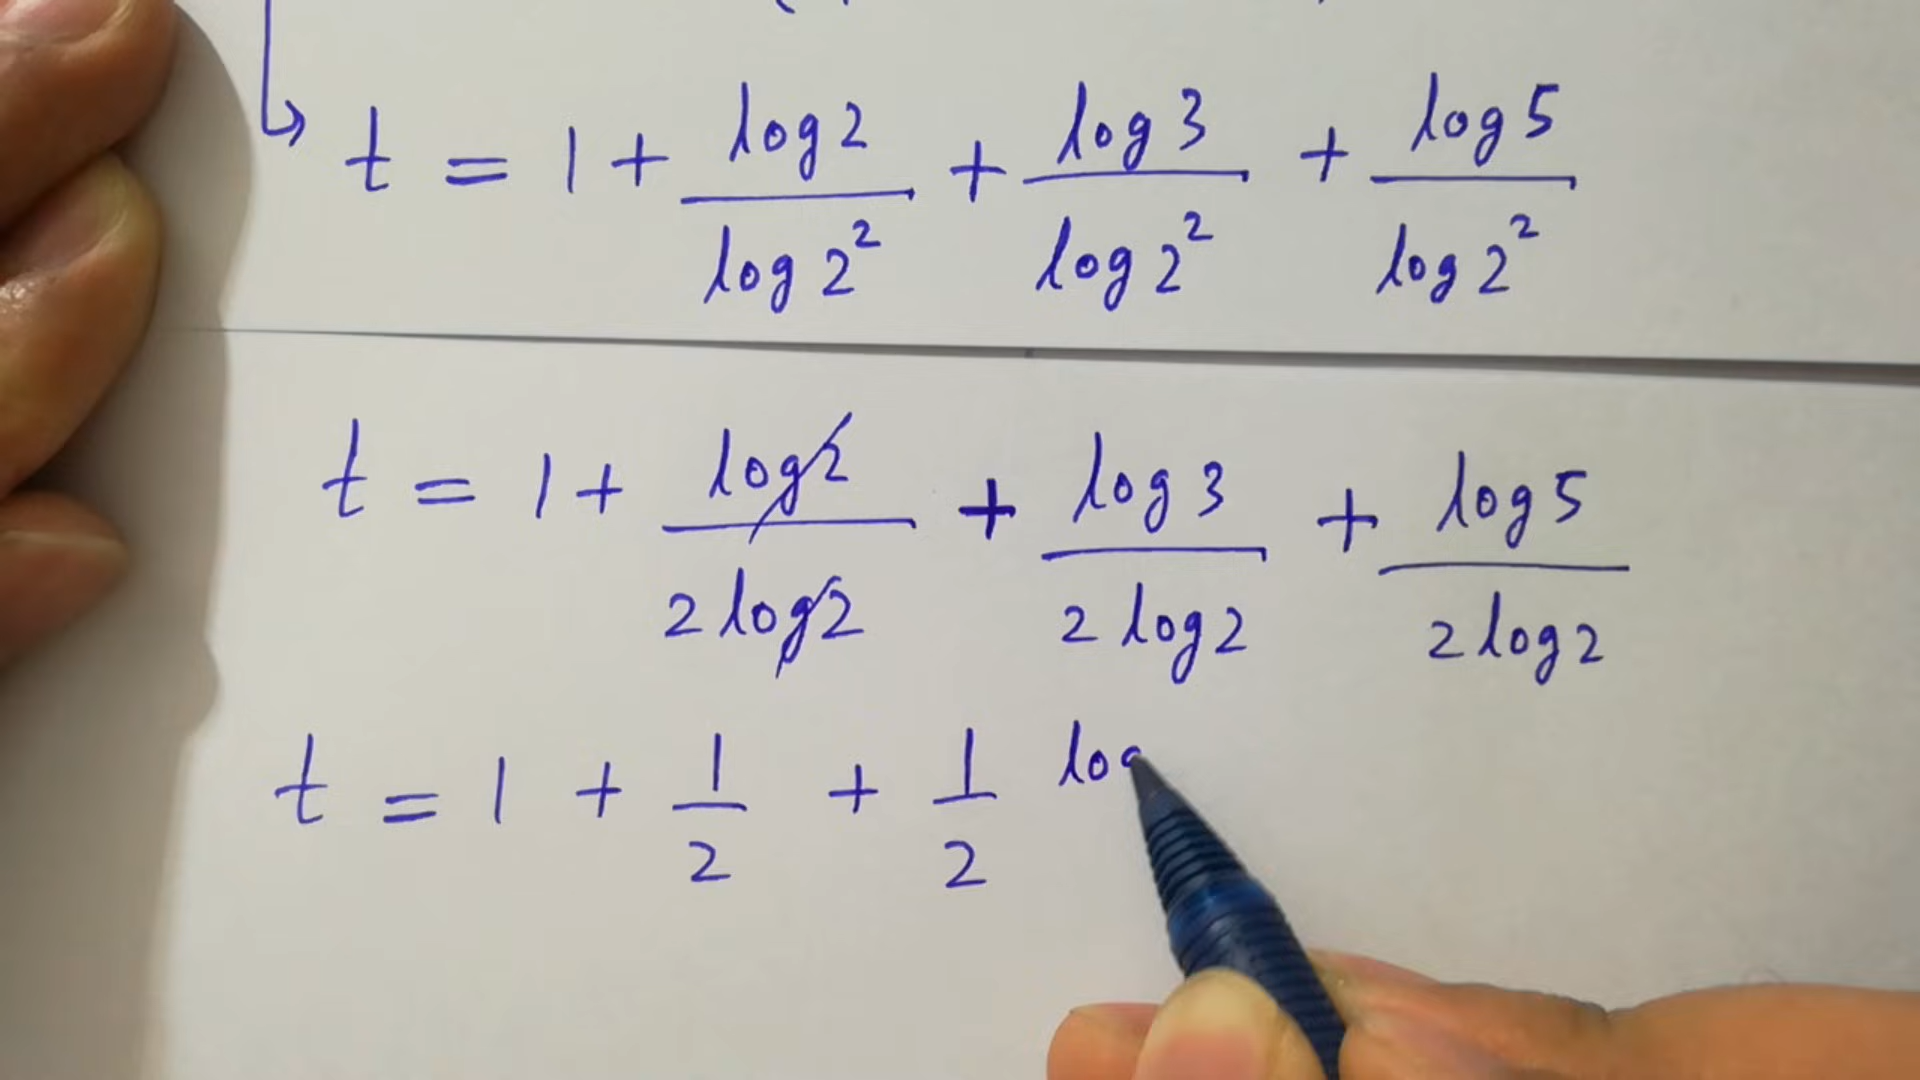 t = 1 + log 2 / log 2² + log 3 / log 2² + log 5 / log 2²
t = 1 + log 2 / 2 log 2 + log 3 / 2 log 2 + log 5 / 2 log 2
t = 1 + 1/2 + 1/2 lo